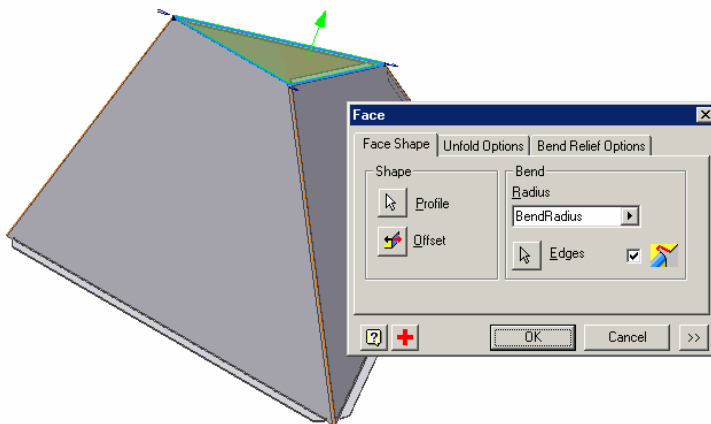 Face
Face Shape Unfold Options Bend Relief Options
Shape
Profile
Offset
Bend
Radius
BendRadius
Edges
OK Cancel >>